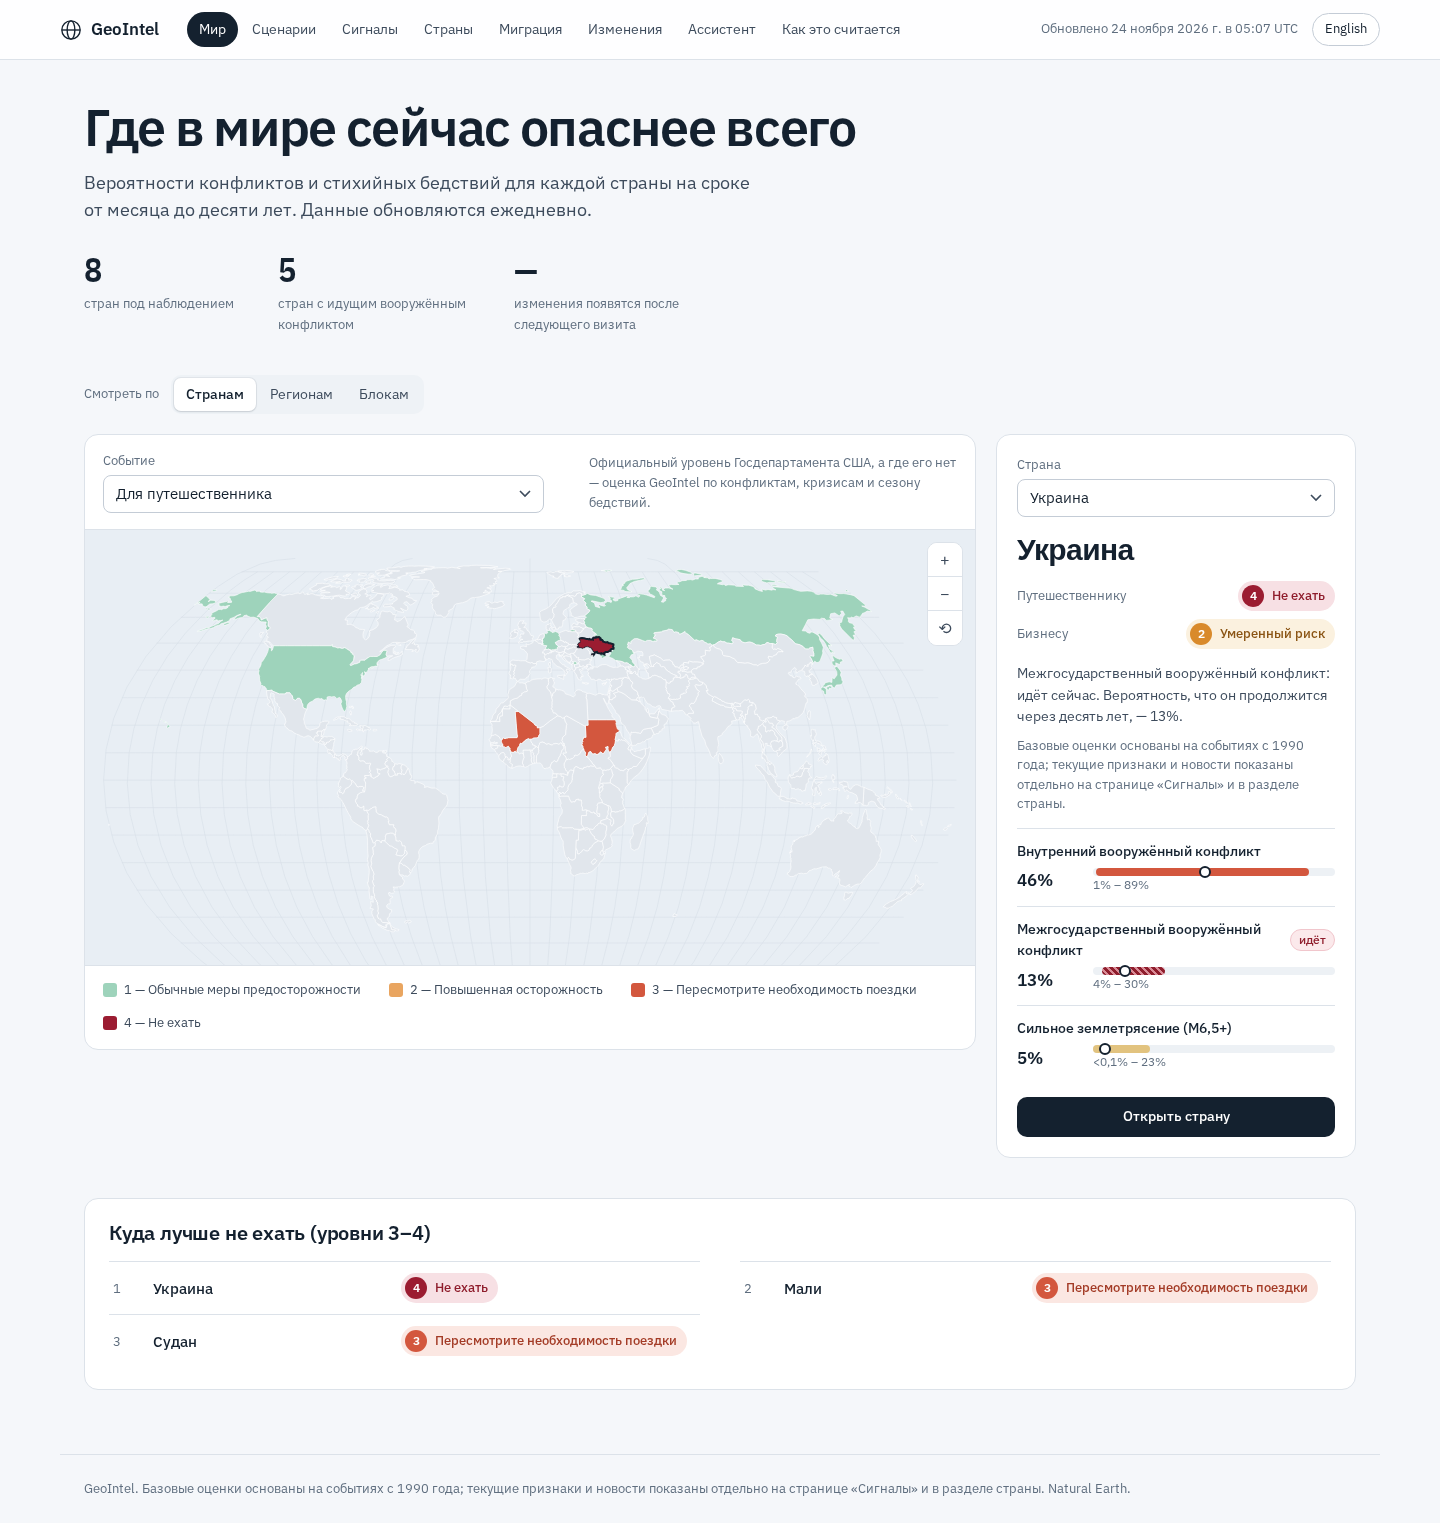 GeoIntel
Мир
Сценарии
Сигналы
Страны
Миграция
Изменения
Ассистент
Как это считается
Обновлено 24 ноября 2026 г. в 05:07 UTC
English
Где в мире сейчас опаснее всего
Вероятности конфликтов и стихийных бедствий для каждой страны на сроке
от месяца до десяти лет. Данные обновляются ежедневно.
8
стран под наблюдением
5
стран с идущим вооружённым
конфликтом
—
изменения появятся после
следующего визита
Смотреть по
Странам
Регионам
Блокам
Событие
Для путешественника
Официальный уровень Госдепартамента США, а где его нет
— оценка GeoIntel по конфликтам, кризисам и сезону
бедствий.
+
−
⟲
1 — Обычные меры предосторожности
2 — Повышенная осторожность
3 — Пересмотрите необходимость поездки
4 — Не ехать
Страна
Украина
Украина
Путешественнику
4 Не ехать
Бизнесу
2 Умеренный риск
Межгосударственный вооружённый конфликт:
идёт сейчас. Вероятность, что он продолжится
через десять лет, — 13%.
Базовые оценки основаны на событиях с 1990
года; текущие признаки и новости показаны
отдельно на странице «Сигналы» и в разделе
страны.
Внутренний вооружённый конфликт
46%
1% – 89%
Межгосударственный вооружённый
конфликт
идёт
13%
4% – 30%
Сильное землетрясение (M6,5+)
5%
<0,1% – 23%
Открыть страну
Куда лучше не ехать (уровни 3–4)
1 Украина 4 Не ехать
2 Мали 3 Пересмотрите необходимость поездки
3 Судан 3 Пересмотрите необходимость поездки
GeoIntel. Базовые оценки основаны на событиях с 1990 года; текущие признаки и новости показаны отдельно на странице «Сигналы» и в разделе страны. Natural Earth.